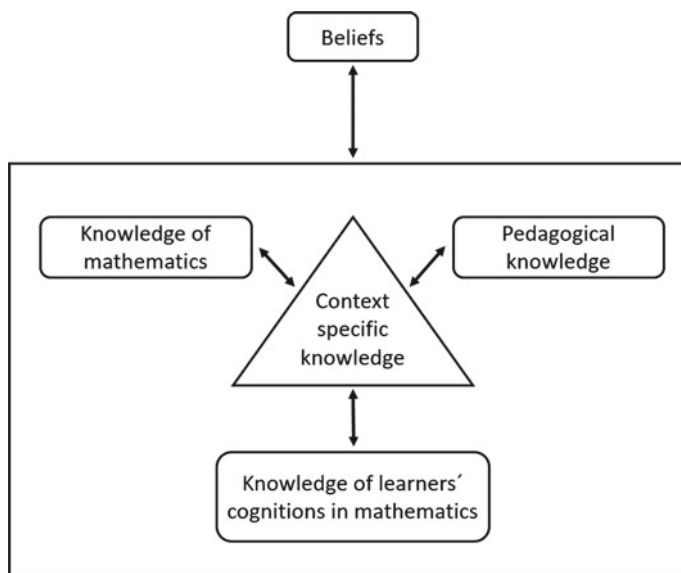 Beliefs
Knowledge of
mathematics
Pedagogical
knowledge
Context
specific
knowledge
Knowledge of learners´
cognitions in mathematics